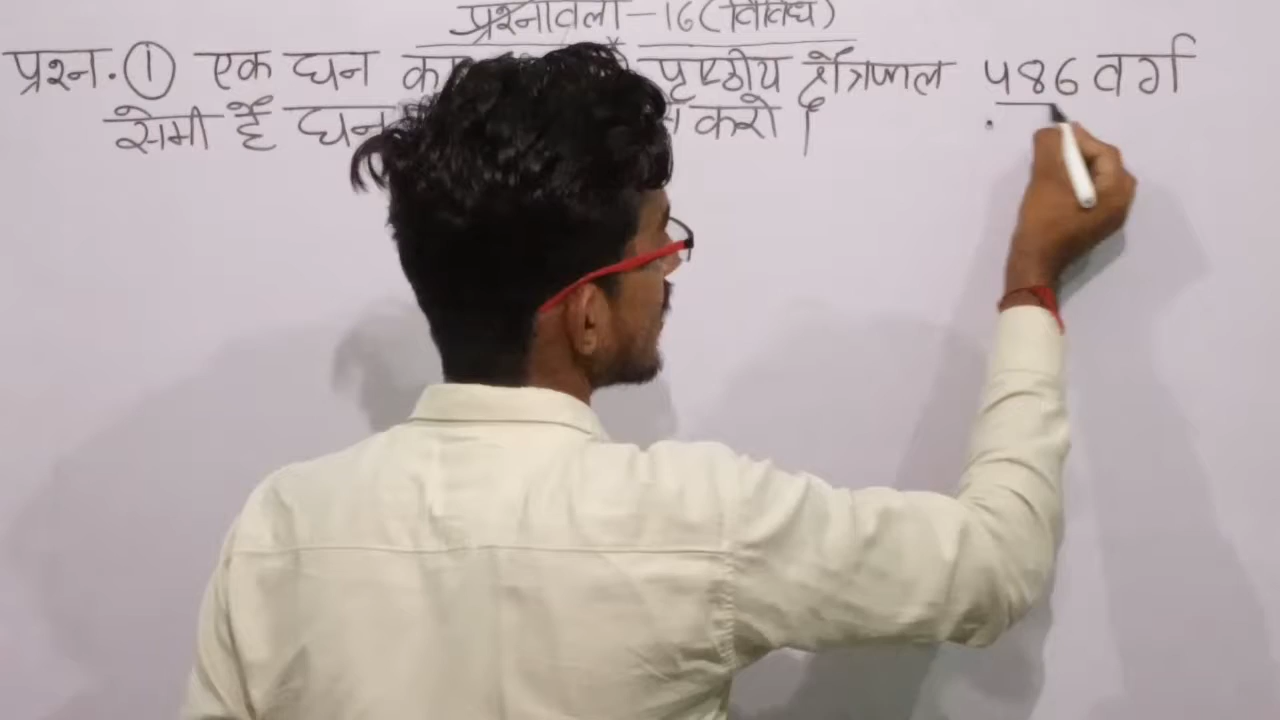 प्रश्नावली-16(विविध)
प्रश्न.① एक घन का पृष्ठीय क्षेत्रफल 486 वर्ग
सेमी हैं घन करो।